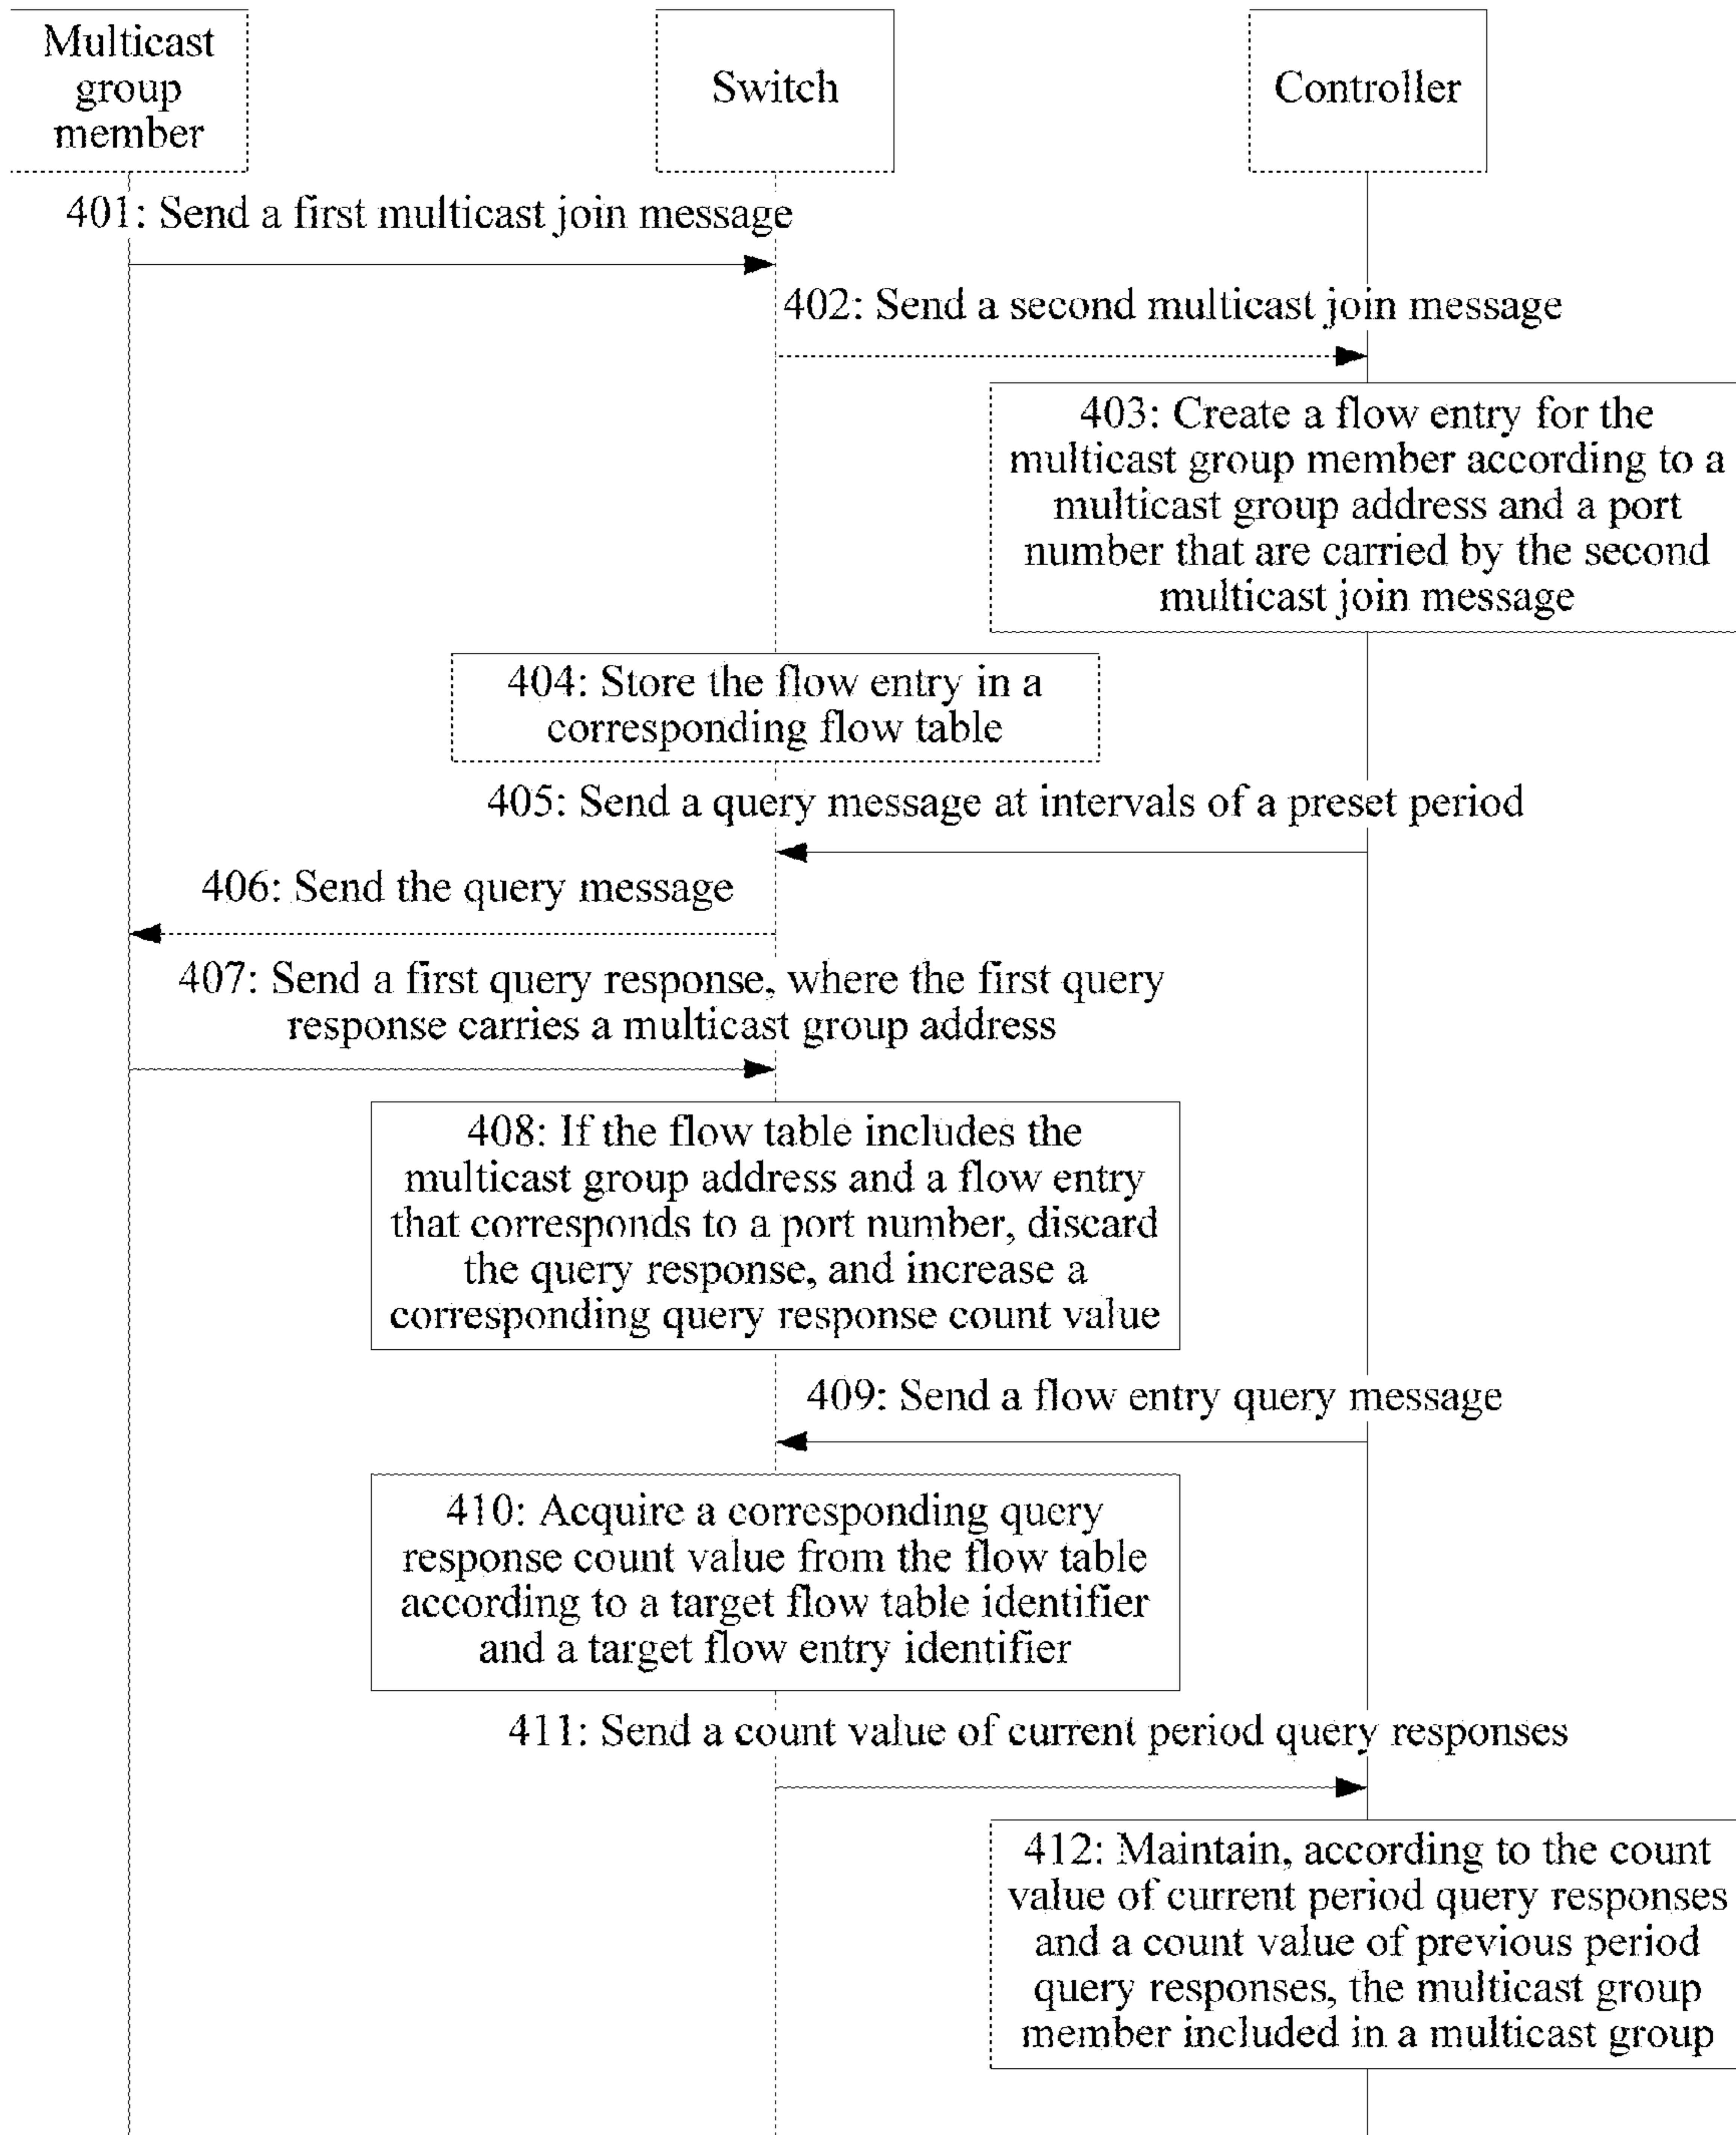 Multicast
group
member
Switch
Controller
401: Send a first multicast join message
402: Send a second multicast join message
403: Create a flow entry for the
multicast group member according to a
multicast group address and a port
number that are carried by the second
multicast join message
404: Store the flow entry in a
corresponding flow table
405: Send a query message at intervals of a preset period
406: Send the query message
407: Send a first query response, where the first query
response carries a multicast group address
408: If the flow table includes the
multicast group address and a flow entry
that corresponds to a port number, discard
the query response, and increase a
corresponding query response count value
409: Send a flow entry query message
410: Acquire a corresponding query
response count value from the flow table
according to a target flow table identifier
and a target flow entry identifier
411: Send a count value of current period query responses
412: Maintain, according to the count
value of current period query responses
and a count value of previous period
query responses, the multicast group
member included in a multicast group